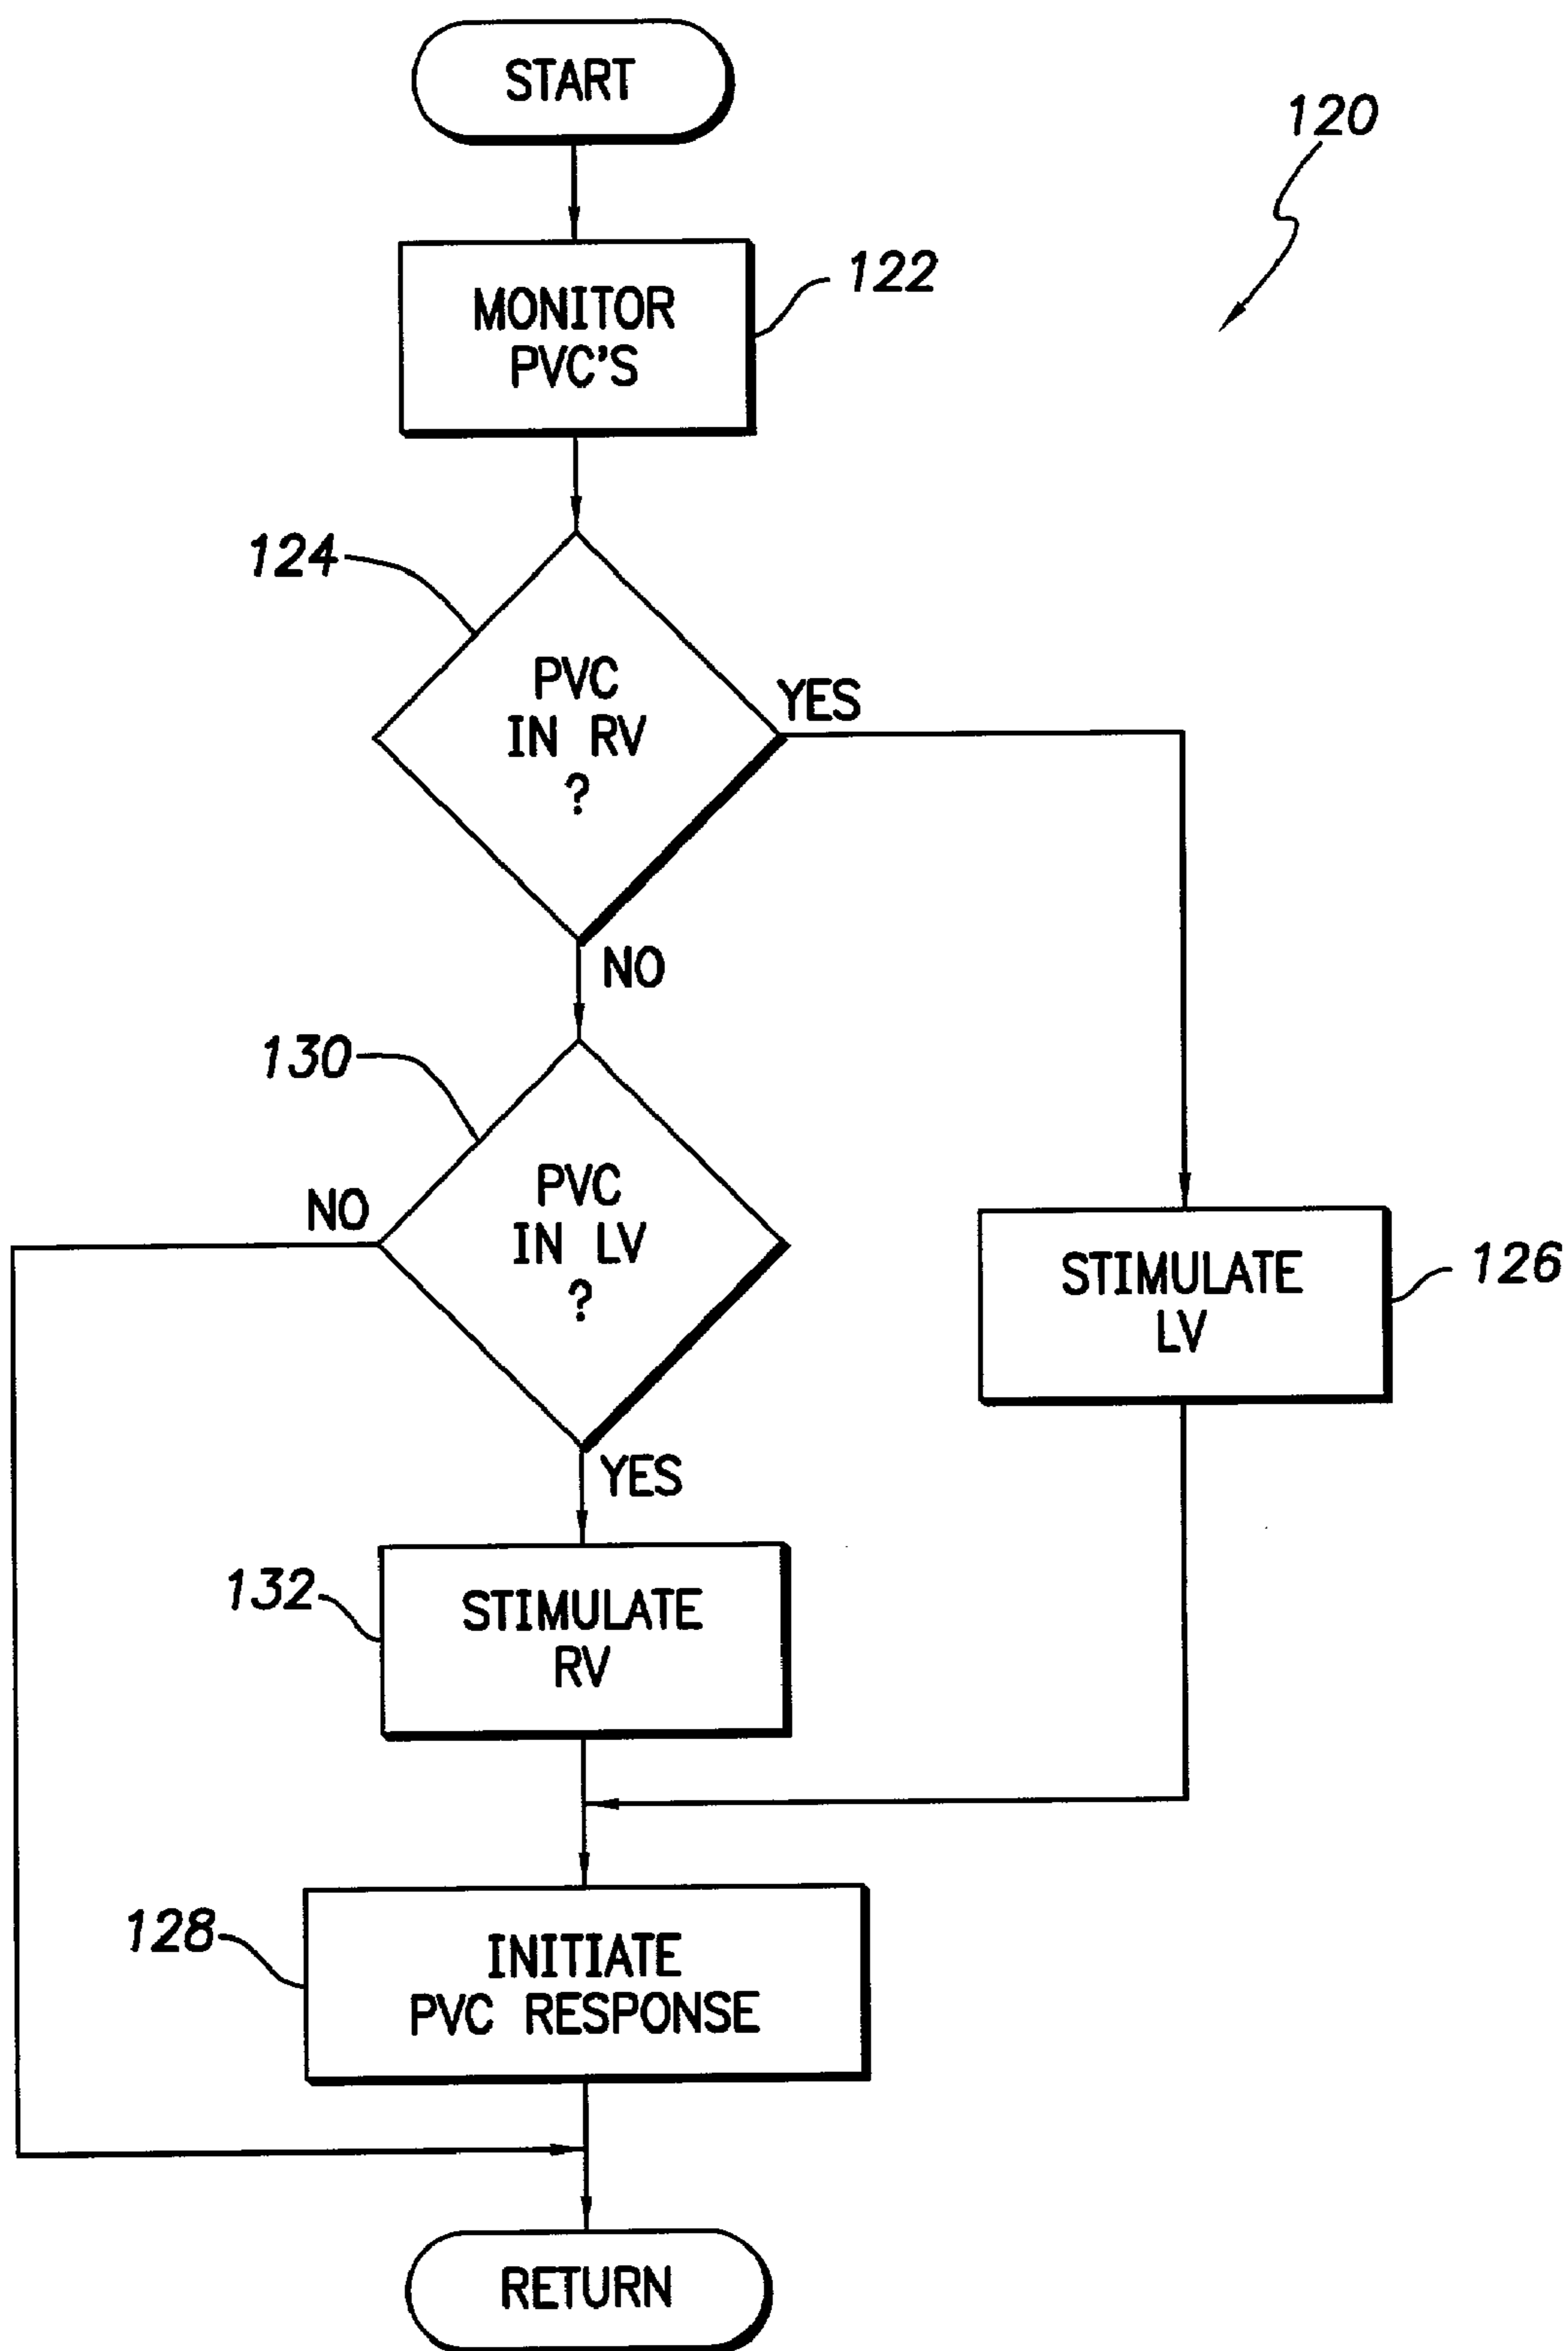 START
120
MONITOR
PVC'S
122
124
PVC
IN RV
?
YES
NO
130
PVC
IN LV
?
NO
YES
STIMULATE
LV
126
132
STIMULATE
RV
128
INITIATE
PVC RESPONSE
RETURN